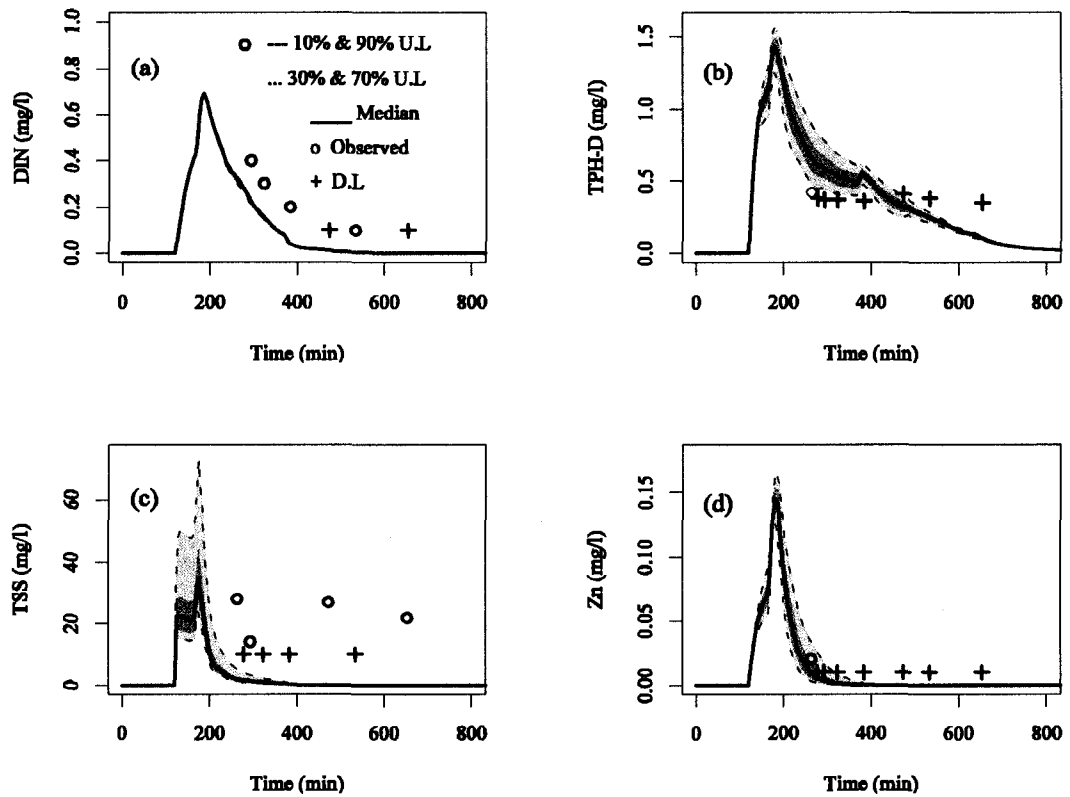 (a)
--- 10% & 90% U.L
... 30% & 70% U.L
Median
Observed
D.L
DIN (mg/l)
0.0 0.2 0.4 0.6 0.8 1.0
0 200 400 600 800
Time (min)
(b)
TPH-D (mg/l)
0.0 0.5 1.0 1.5
0 200 400 600 800
Time (min)
(c)
TSS (mg/l)
0 20 40 60
0 200 400 600 800
Time (min)
(d)
Zn (mg/l)
0.00 0.05 0.10 0.15
0 200 400 600 800
Time (min)